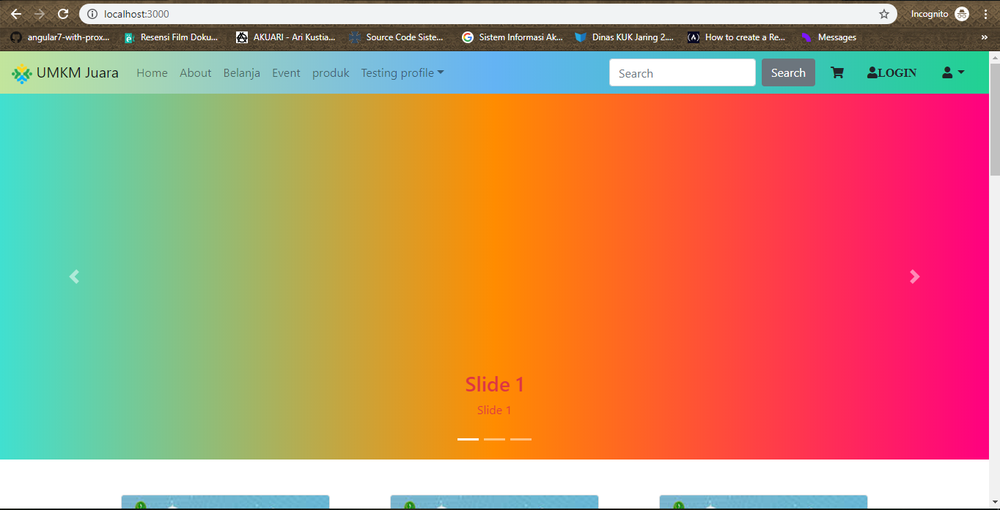 localhost:3000
Incognito
angular7-with-prox...
Resensi Film Doku...
AKUARI - Ari Kustia...
Source Code Siste...
Sistem Informasi Ak...
Dinas KUK Jaring 2....
How to create a Re...
Messages
»
UMKM Juara
Home
About
Belanja
Event
produk
Testing profile
Search
Search
LOGIN
Slide 1
Slide 1